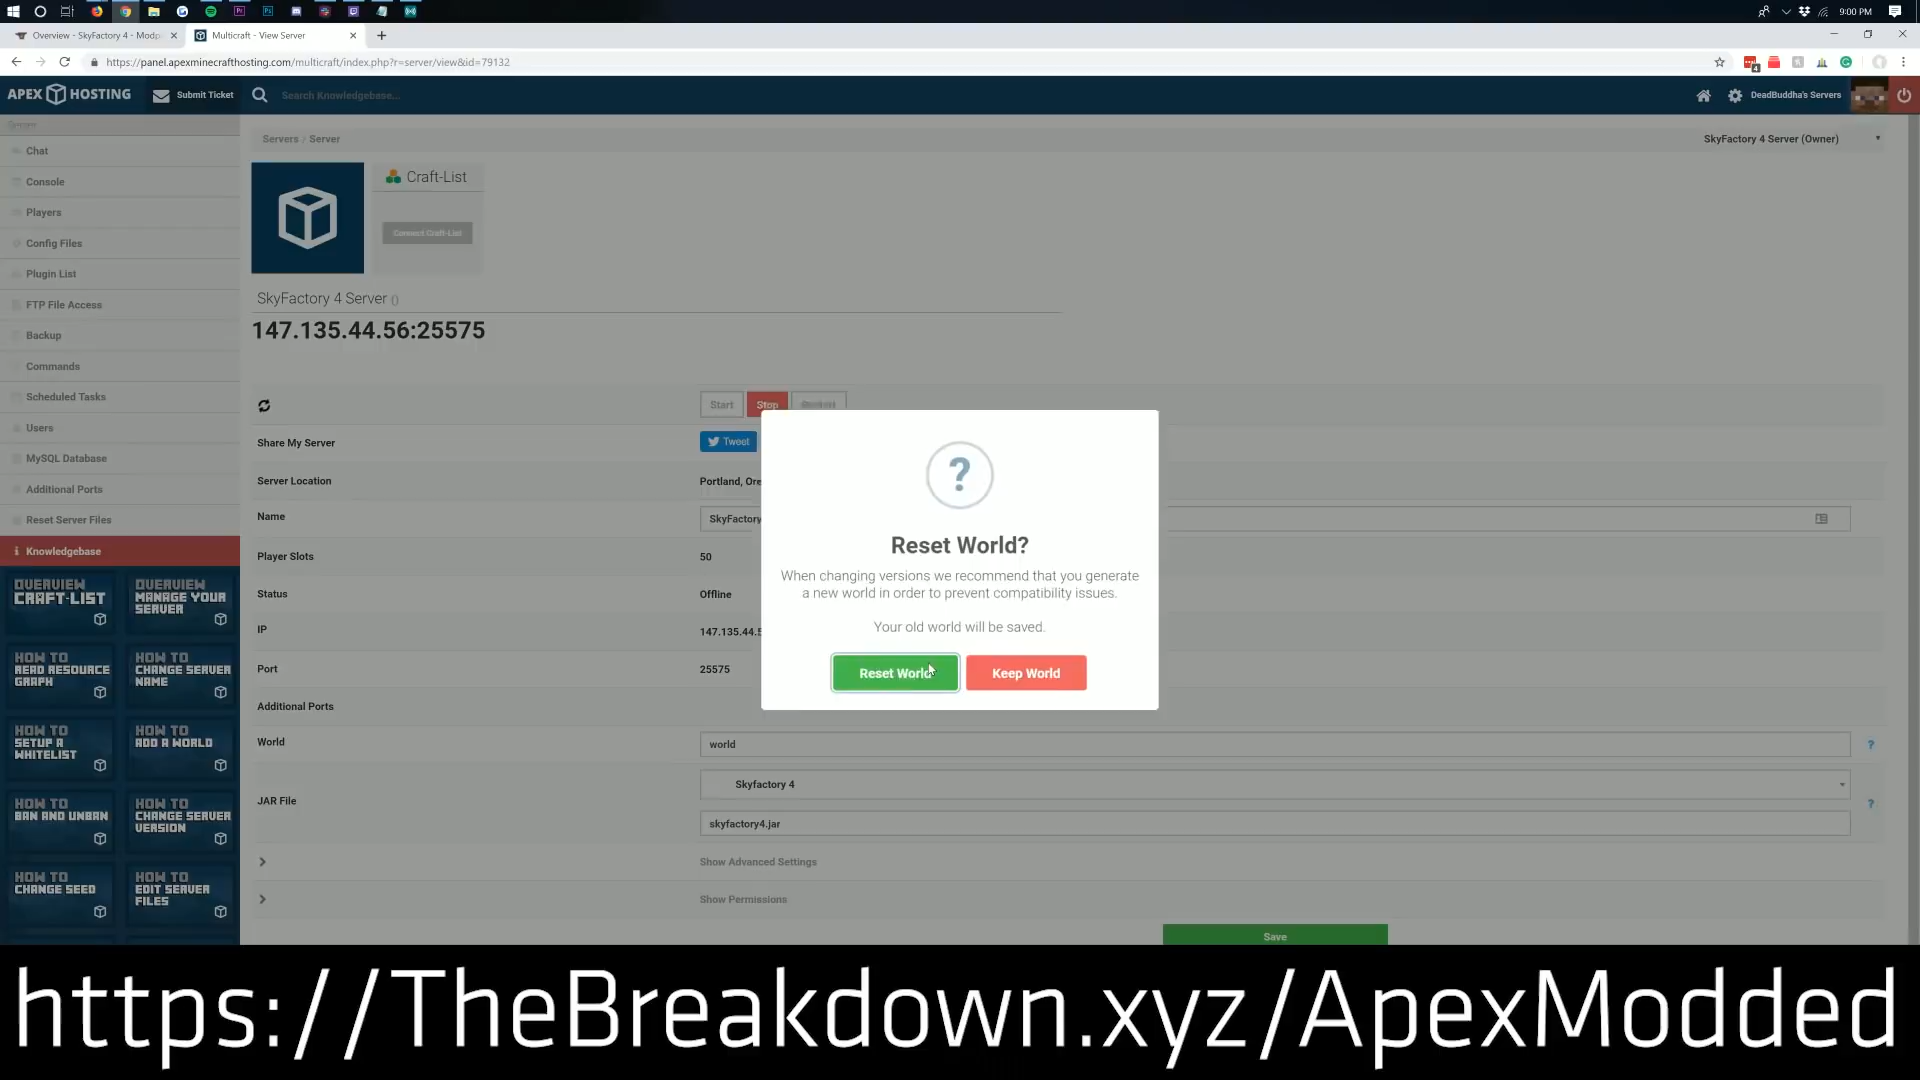 9:00 PM
Overview - SkyFactory 4 - Modp
Multicraft - View Server
https://panel.apexminecrafthosting.com/multicraft/index.php?r=server/view&id=79132
4
APEX HOSTING
Submit Ticket
Search Knowledgebase...
DeadBuddha's Servers
Servers / Server
SkyFactory 4 Server (Owner)
Chat
Console
Players
Config Files
Plugin List
FTP File Access
Backup
Commands
Scheduled Tasks
Users
MySQL Database
Additional Ports
Reset Server Files
Knowledgebase
OVERVIEW
CRAFT-LIST
OVERVIEW
MANAGE YOUR
SERVER
HOW TO
READ RESOURCE
GRAPH
HOW TO
CHANGE SERVER
NAME
HOW TO
SETUP A
WHITELIST
HOW TO
ADD A WORLD
HOW TO
BAN AND UNBAN
HOW TO
CHANGE SERVER
VERSION
HOW TO
CHANGE SEED
HOW TO
EDIT SERVER
FILES
Craft-List
Connect Craft-List
SkyFactory 4 Server ()
147.135.44.56:25575
Start
Stop
Share My Server
Tweet
Server Location
Portland, Ore
Name
SkyFactory
Player Slots
50
Status
Offline
IP
147.135.44.5
Port
25575
Additional Ports
World
world
?
JAR File
Skyfactory 4
?
skyfactory4.jar
Show Advanced Settings
Show Permissions
Save
?
Reset World?
When changing versions we recommend that you generate
a new world in order to prevent compatibility issues.
Your old world will be saved.
Reset World
Keep World
https://TheBreakdown.xyz/ApexModded